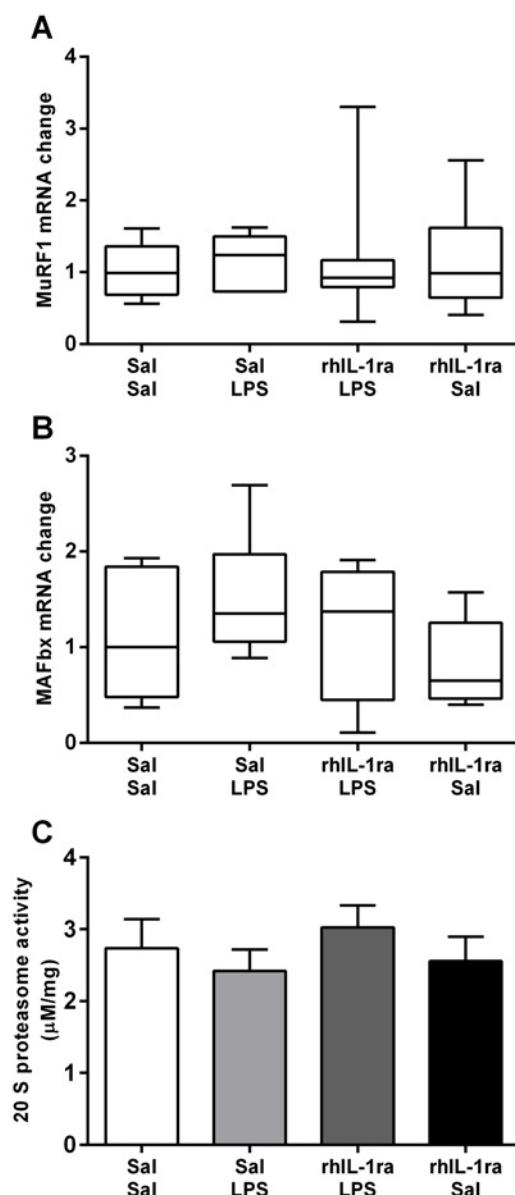 A
MuRF1 mRNA change
4
3
2
1
0
Sal Sal rhIL-1ra rhIL-1ra
Sal LPS LPS Sal
B
MAFbx mRNA change
3
2
1
0
Sal Sal rhIL-1ra rhIL-1ra
Sal LPS LPS Sal
C
20 S proteasome activity
(µM/mg)
4
3
2
1
0
Sal Sal rhIL-1ra rhIL-1ra
Sal LPS LPS Sal